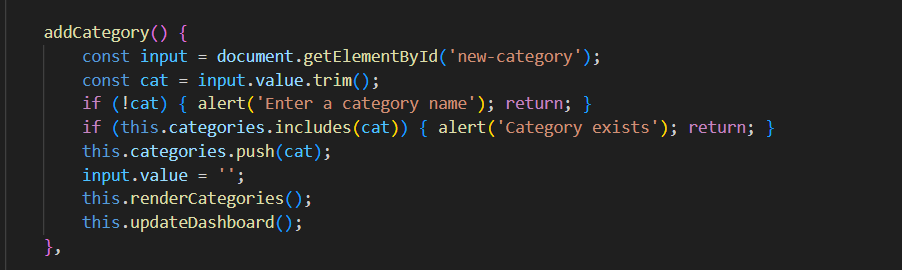 addCategory() {
    const input = document.getElementById('new-category');
    const cat = input.value.trim();
    if (!cat) { alert('Enter a category name'); return; }
    if (this.categories.includes(cat)) { alert('Category exists'); return; }
    this.categories.push(cat);
    input.value = '';
    this.renderCategories();
    this.updateDashboard();
},